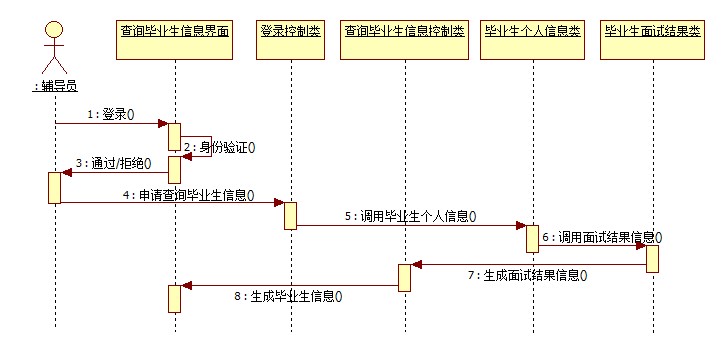 查询毕业生信息界面
登录控制类
查询毕业生信息控制类
毕业生个人信息类
毕业生面试结果类
: 辅导员
1 : 登录()
2 : 身份验证()
3 : 通过/拒绝()
4 : 申请查询毕业生信息()
5 : 调用毕业生个人信息()
6 : 调用面试结果信息()
7 : 生成面试结果信息()
8 : 生成毕业生信息()